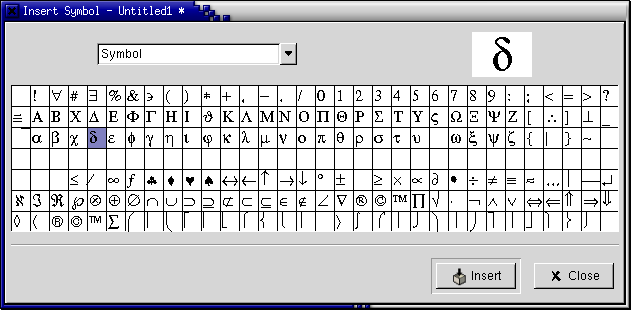 Insert Symbol - Untitled1 *
Symbol
δ
! ∀ # ∃ % & ∍ ( ) ∗ + , − . / 0 1 2 3 4 5 6 7 8 9 : ; < = > ?
≅ Α Β Χ Δ Ε Φ Γ Η Ι ϑ Κ Λ Μ Ν Ο Π Θ Ρ Σ Τ Υ ς Ω Ξ Ψ Ζ [ ∴ ] ⊥ _
α β χ δ ε ϕ γ η ι φ κ λ μ ν ο π θ ρ σ τ υ ω ξ ψ ζ { | } ∼
≤ ⁄ ∞ ƒ ♣ ♦ ♥ ♠ ↔ ← ↑ → ↓ ° ± ≥ × ∝ ∂ • ÷ ≠ ≡ ≈ … | — ↵
ℵ ℑ ℜ ℘ ⊗ ⊕ ∅ ∩ ∪ ⊃ ⊇ ⊄ ⊂ ⊆ ∈ ∉ ∠ ∇ ® © ™ ∏ √ ⋅ ¬ ∧ ∨ ⇔ ⇐ ⇑ ⇒ ⇓
◊ 〈 ® © ™ ∑
Insert
Close